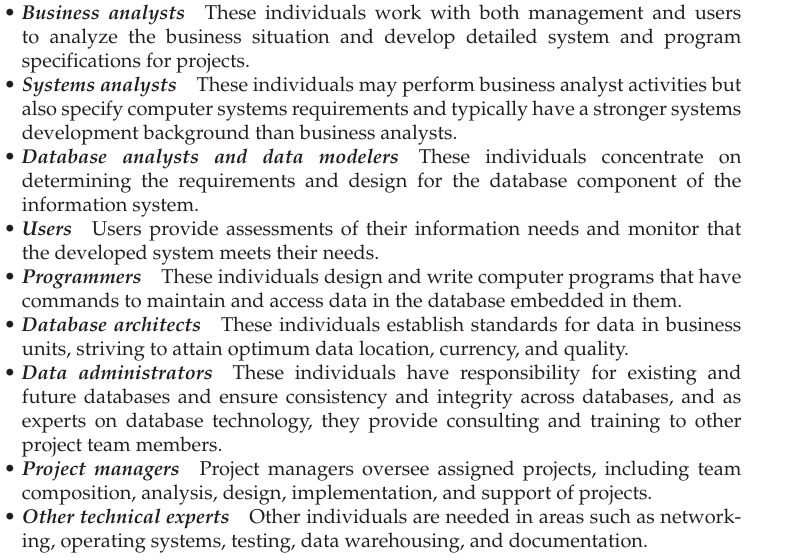 • Business analysts These individuals work with both management and users
to analyze the business situation and develop detailed system and program
specifications for projects.
• Systems analysts These individuals may perform business analyst activities but
also specify computer systems requirements and typically have a stronger systems
development background than business analysts.
• Database analysts and data modelers These individuals concentrate on
determining the requirements and design for the database component of the
information system.
• Users Users provide assessments of their information needs and monitor that
the developed system meets their needs.
• Programmers These individuals design and write computer programs that have
commands to maintain and access data in the database embedded in them.
• Database architects These individuals establish standards for data in business
units, striving to attain optimum data location, currency, and quality.
• Data administrators These individuals have responsibility for existing and
future databases and ensure consistency and integrity across databases, and as
experts on database technology, they provide consulting and training to other
project team members.
• Project managers Project managers oversee assigned projects, including team
composition, analysis, design, implementation, and support of projects.
• Other technical experts Other individuals are needed in areas such as network-
ing, operating systems, testing, data warehousing, and documentation.